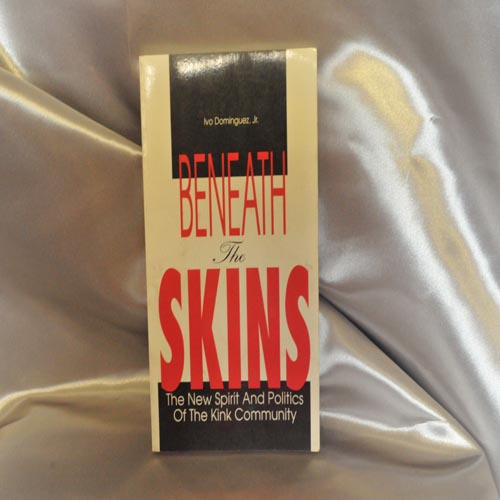 Ivo Dominguez, Jr.
BENEATH
The
SKINS
The New Spirit And Politics
Of The Kink Community